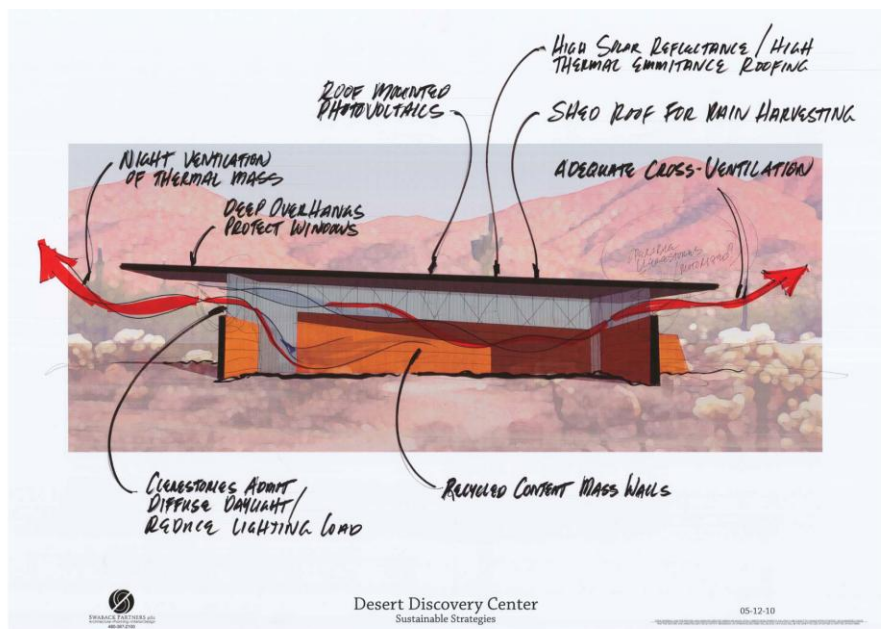 HIGH SOLAR REFLECTANCE / HIGH
THERMAL EMMITANCE ROOFING
ROOF MOUNTED
PHOTOVOLTAICS
SHED ROOF FOR RAIN HARVESTING
NIGHT VENTILATION
OF THERMAL MASS
ADEQUATE CROSS-VENTILATION
DEEP OVERHANGS
PROTECT WINDOWS
CLERESTORIES ADMIT
DIFFUSE DAYLIGHT/
REDUCE LIGHTING LOAD
RECYCLED CONTENT MASS WALLS
Desert Discovery Center
Sustainable Strategies
05-12-10
SWABACK PARTNERS